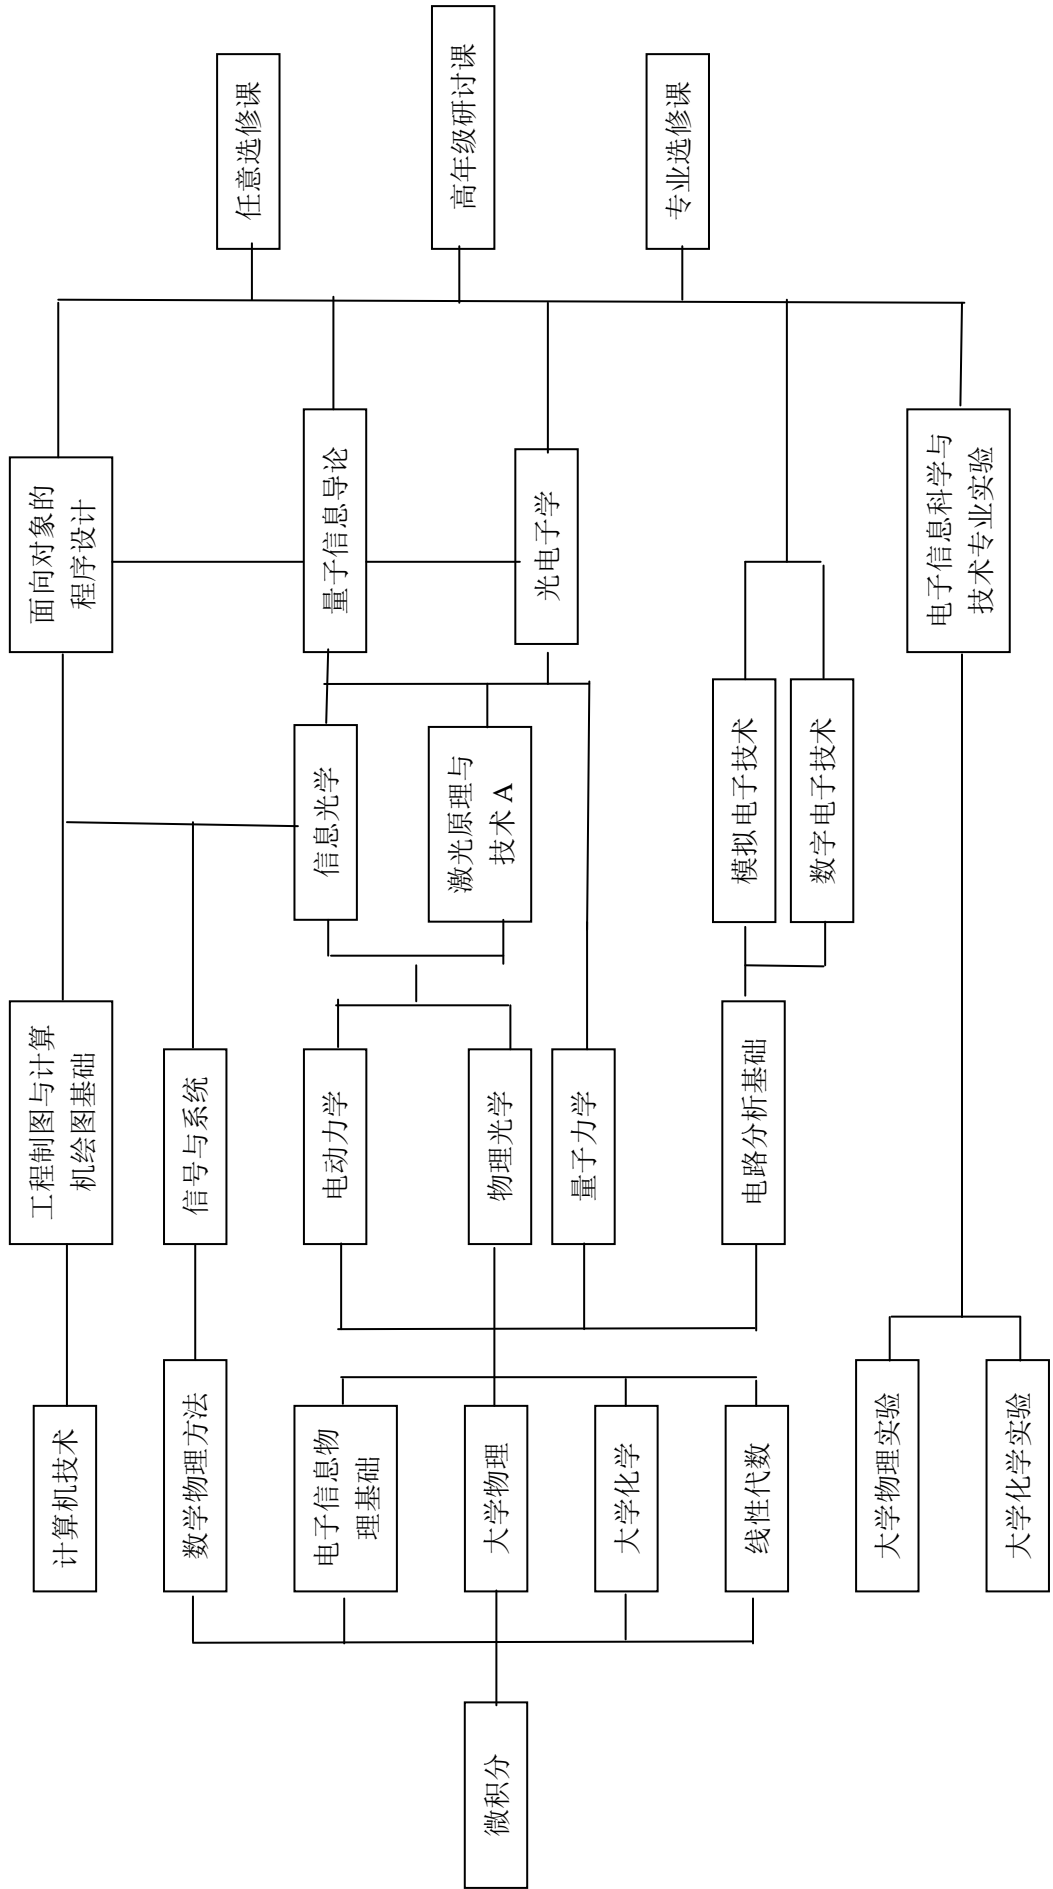 微积分
计算机技术
数学物理方法
电子信息物
理基础
大学物理
大学化学
线性代数
大学物理实验
大学化学实验
工程制图与计算
机绘图基础
信号与系统
电动力学
物理光学
量子力学
电路分析基础
信息光学
激光原理与
技术 A
模拟电子技术
数字电子技术
面向对象的
程序设计
量子信息导论
光电子学
电子信息科学与
技术专业实验
任意选修课
高年级研讨课
专业选修课